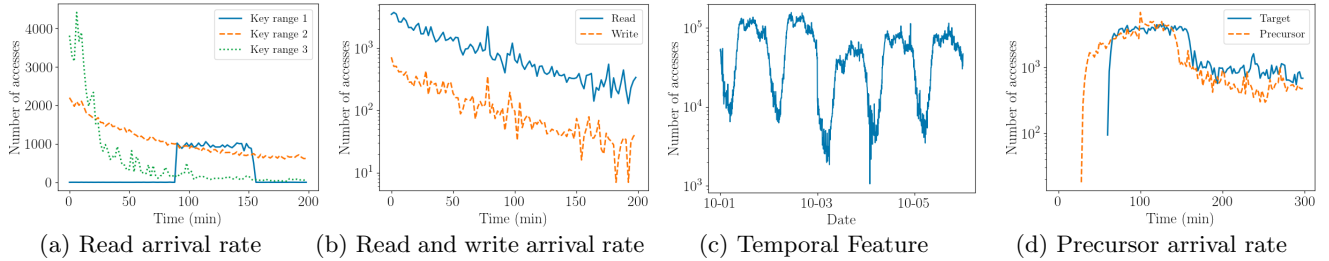 Number of accesses
4000
3000
2000
1000
0
Key range 1
Key range 2
Key range 3
0 50 100 150 200
Time (min)
(a) Read arrival rate
Number of accesses
10^3
10^2
10^1
Read
Write
0 50 100 150 200
Time (min)
(b) Read and write arrival rate
Number of accesses
10^5
10^4
10^3
10-01 10-03 10-05
Date
(c) Temporal Feature
Number of accesses
10^3
10^2
Target
Precursor
0 100 200 300
Time (min)
(d) Precursor arrival rate